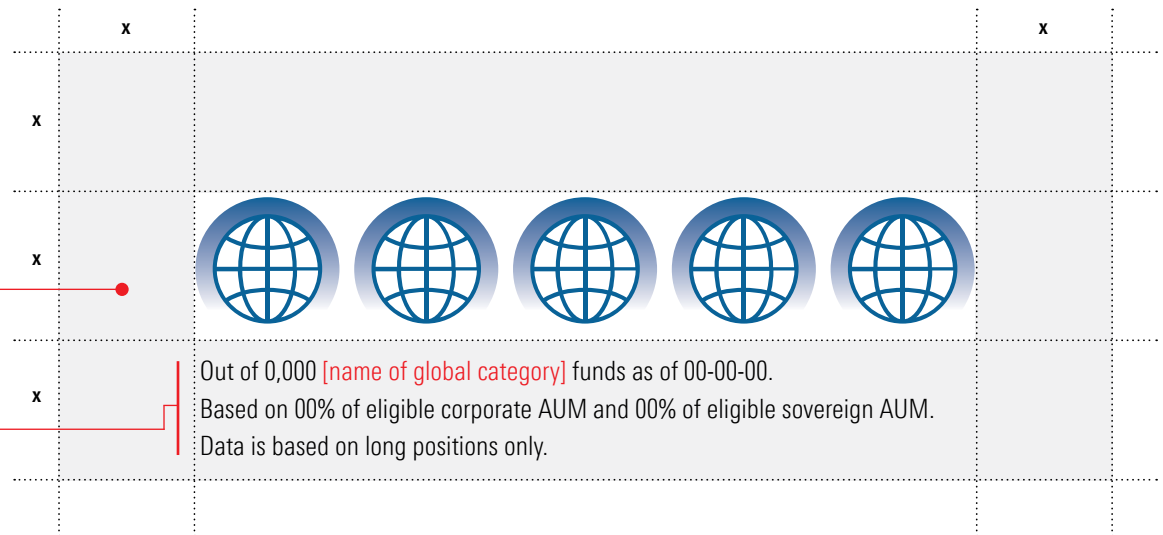 x x
x
x
x
Out of 0,000 [name of global category] funds as of 00-00-00.
Based on 00% of eligible corporate AUM and 00% of eligible sovereign AUM.
Data is based on long positions only.